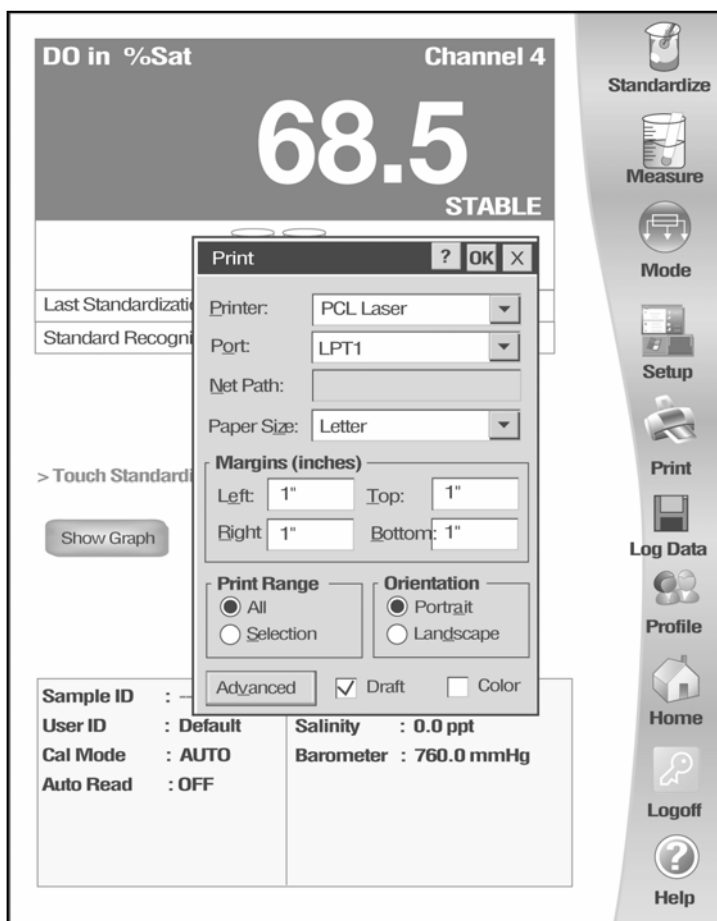 DO in %Sat Channel 4
68.5
STABLE
Last Standardizatio
Standard Recogni
> Touch Standardi
Show Graph
Print ? OK X
Printer: PCL Laser
Port: LPT1
Net Path:
Paper Size: Letter
Margins (inches)
Left: 1" Top: 1"
Right 1" Bottom: 1"
Print Range
All
Selection
Orientation
Portrait
Landscape
Advanced Draft Color
Sample ID : --
User ID : Default
Cal Mode : AUTO
Auto Read : OFF
Salinity : 0.0 ppt
Barometer : 760.0 mmHg
Standardize
Measure
Mode
Setup
Print
Log Data
Profile
Home
Logoff
? Help